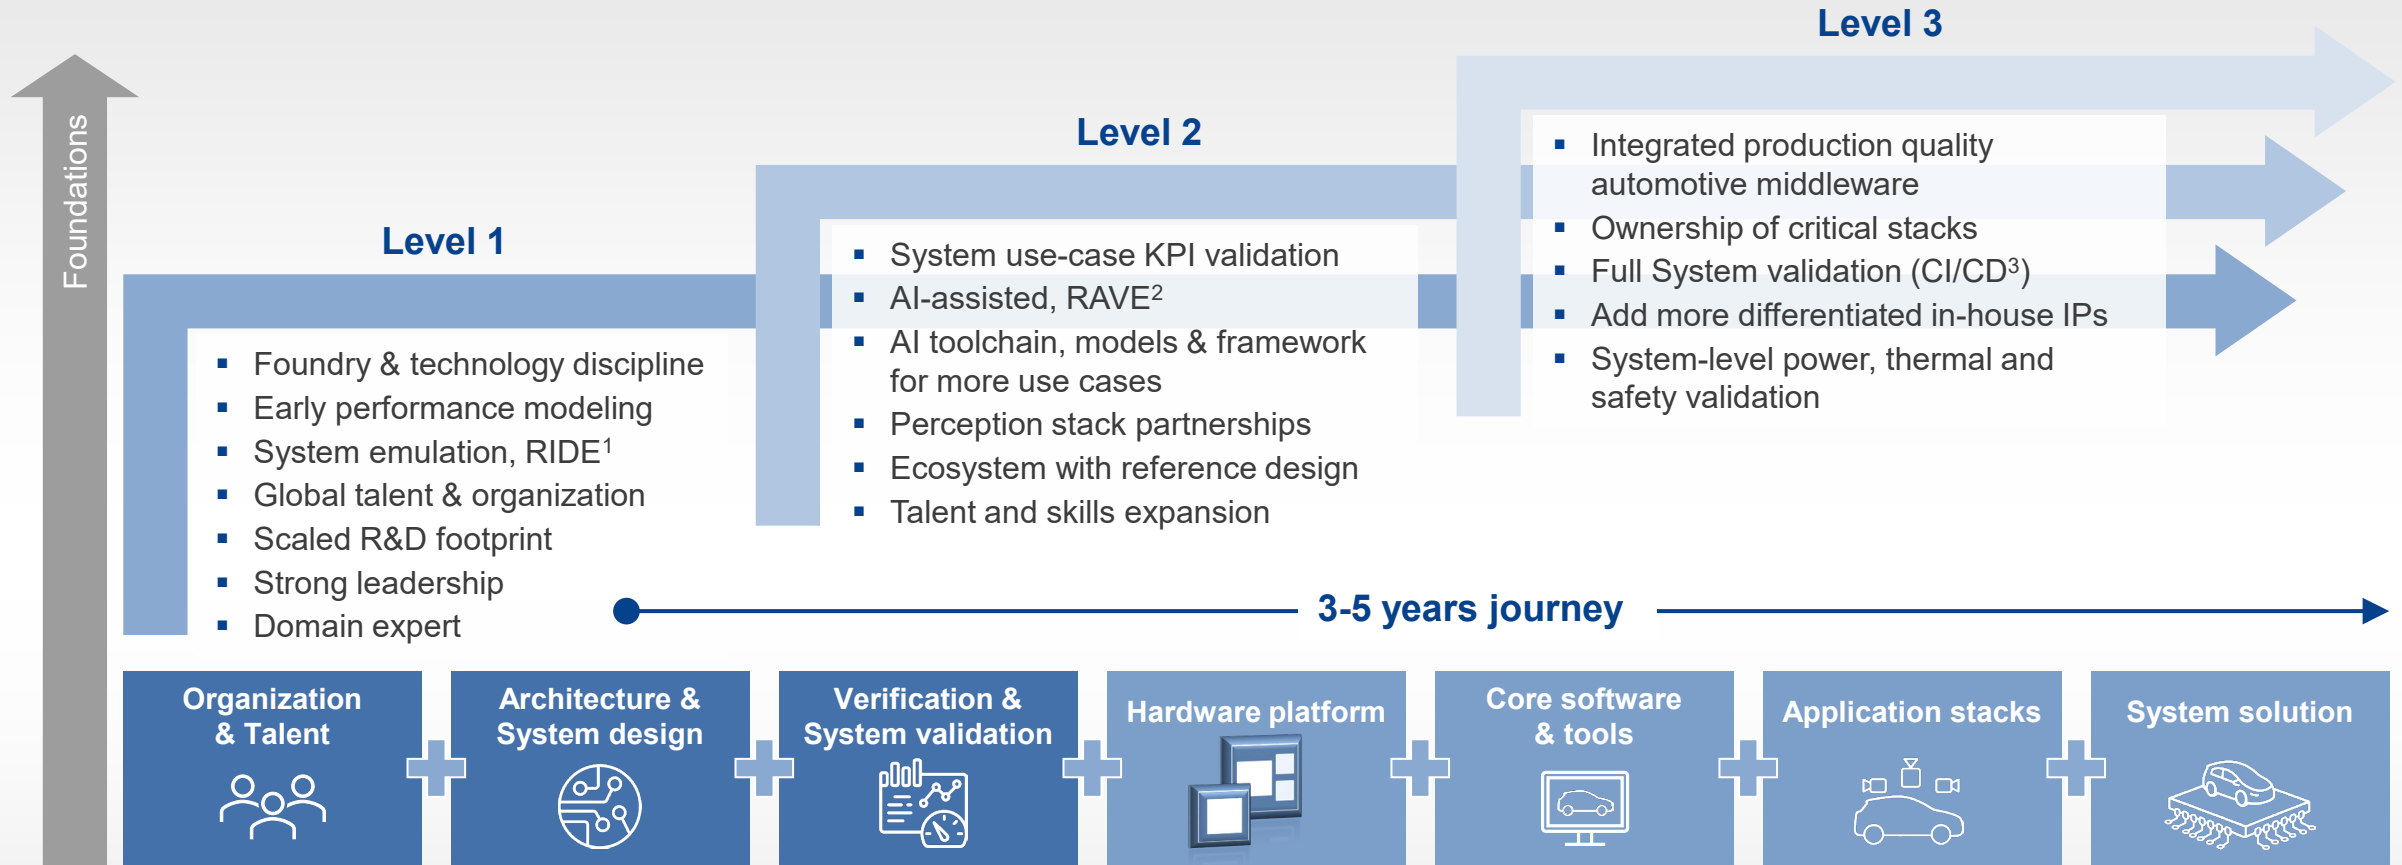 Foundations
Level 1
▪ Foundry & technology discipline
▪ Early performance modeling
▪ System emulation, RIDE¹
▪ Global talent & organization
▪ Scaled R&D footprint
▪ Strong leadership
▪ Domain expert
Level 2
▪ System use-case KPI validation
▪ AI-assisted, RAVE²
▪ AI toolchain, models & framework
for more use cases
▪ Perception stack partnerships
▪ Ecosystem with reference design
▪ Talent and skills expansion
Level 3
▪ Integrated production quality
automotive middleware
▪ Ownership of critical stacks
▪ Full System validation (CI/CD³)
▪ Add more differentiated in-house IPs
▪ System-level power, thermal and
safety validation
3-5 years journey
Organization
& Talent
Architecture &
System design
Verification &
System validation
Hardware platform
Core software
& tools
Application stacks
System solution